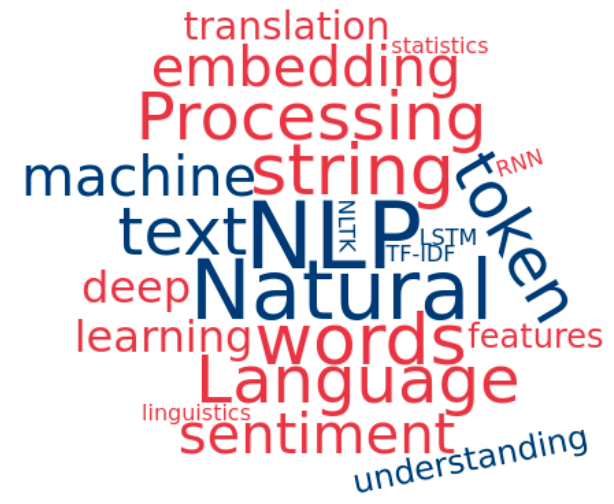 translation
statistics
embedding
Processing
string
RNN
machine
token
text
NLP
NLTK
LSTM
TF-IDF
Natural
deep
learning
words
features
Language
linguistics
sentiment
understanding